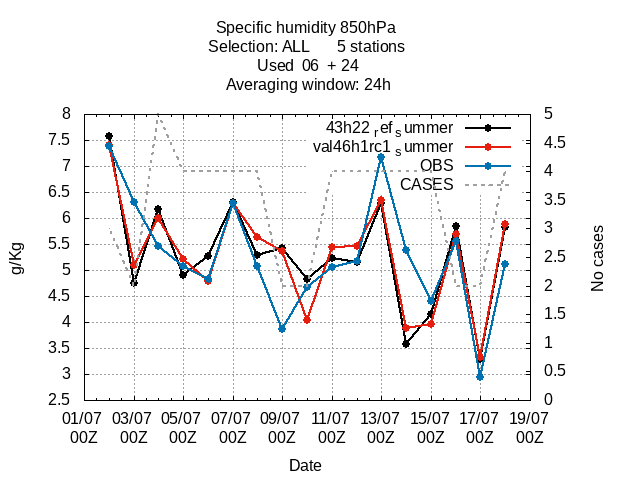 Specific humidity 850hPa
Selection: ALL      5 stations
Used  06  + 24
Averaging window: 24h
43h22 refsummer
val46h1rc1 summer
OBS
CASES
8
7.5
7
6.5
6
5.5
5
4.5
4
3.5
3
2.5
g/Kg
5
4.5
4
3.5
3
2.5
2
1.5
1
0.5
0
No cases
01/07 03/07 05/07 07/07 09/07 11/07 13/07 15/07 17/07 19/07
00Z 00Z 00Z 00Z 00Z 00Z 00Z 00Z 00Z 00Z
Date